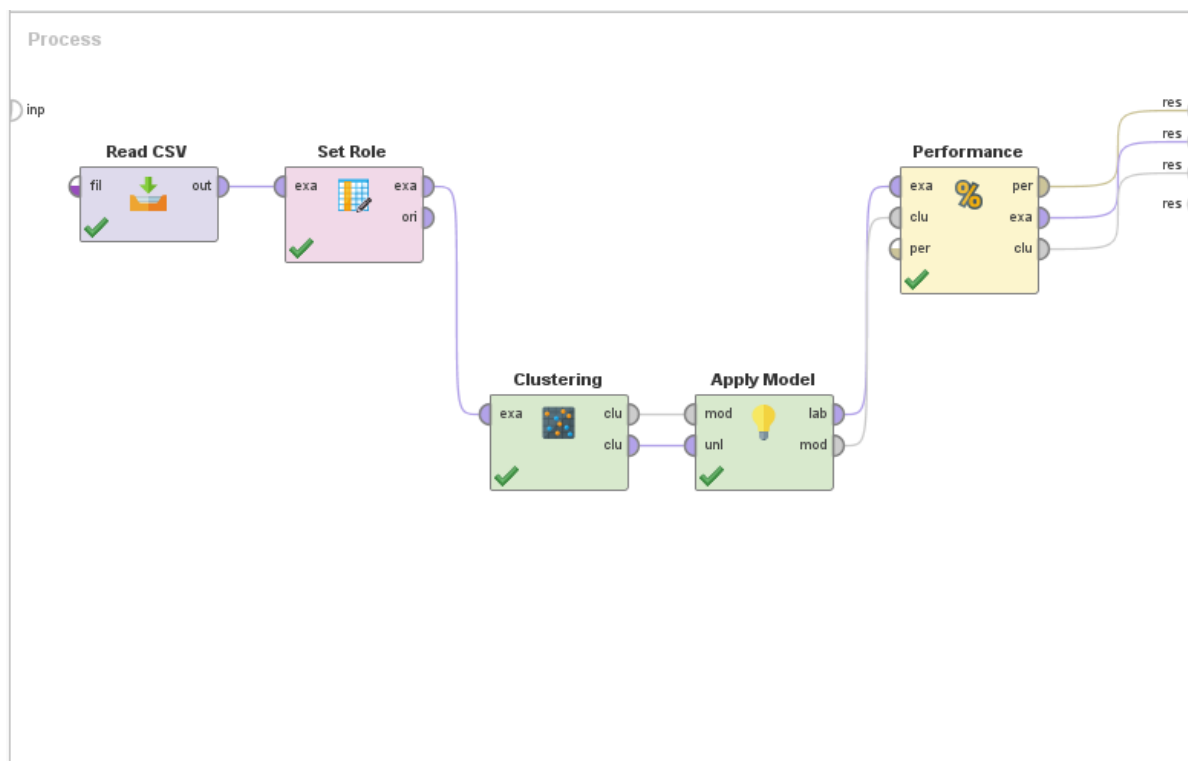 Process
inp
res
res
res
res
Read CSV
fil
out
Set Role
exa
exa
ori
Performance
exa
per
clu
exa
per
clu
%
Clustering
exa
clu
clu
Apply Model
mod
lab
unl
mod